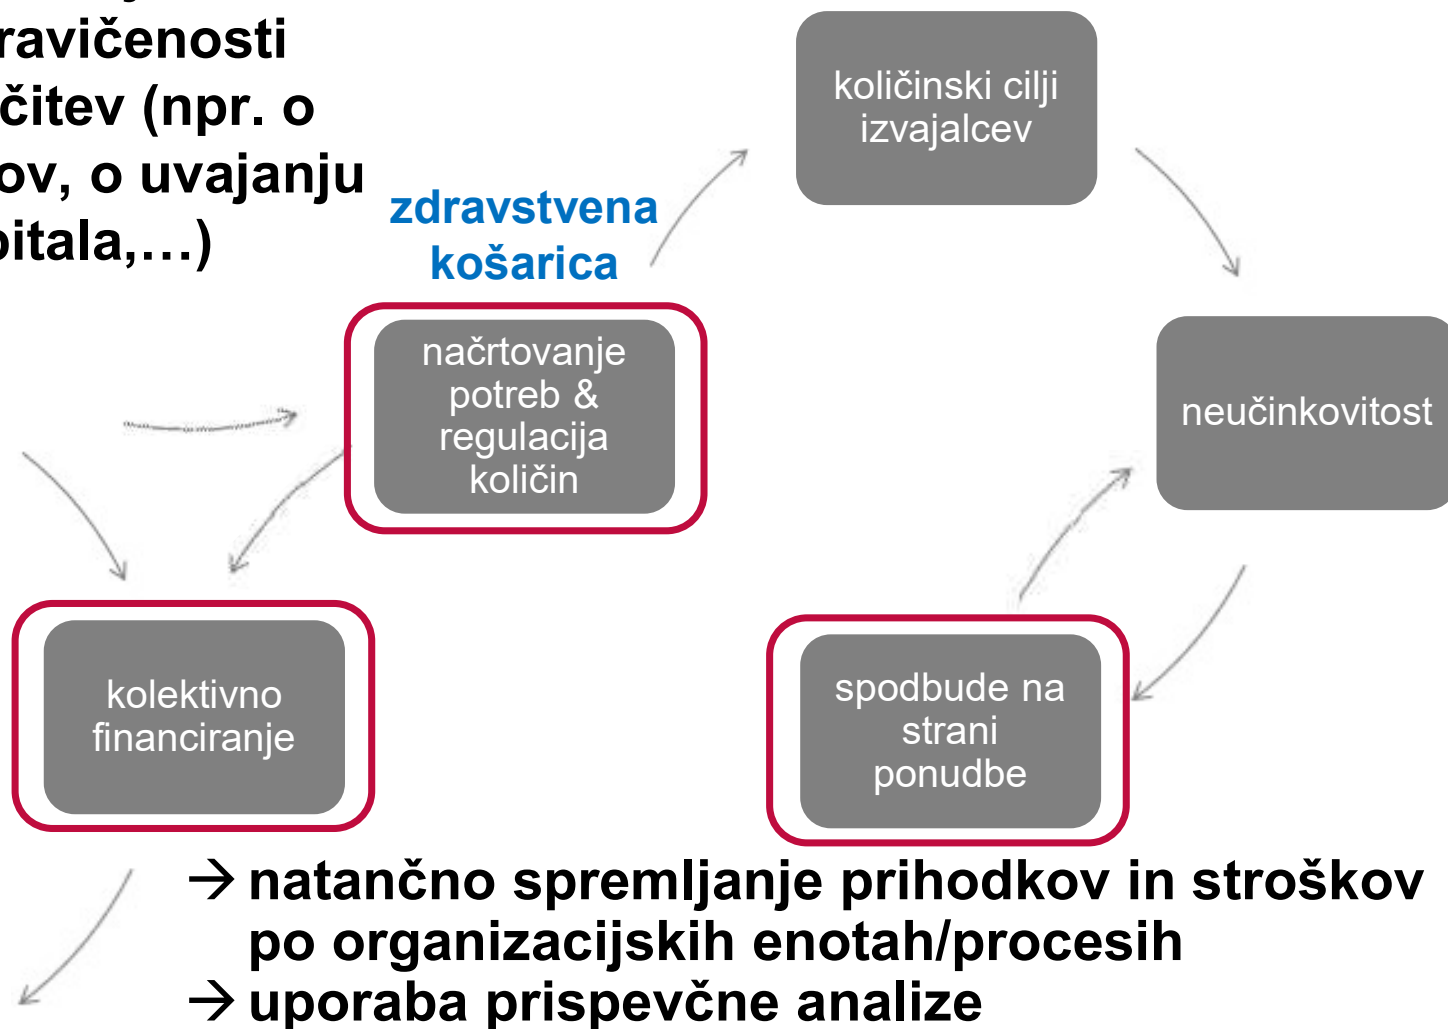 ravičenosti
čitev (npr. o
ov, o uvajanju
pitala,…)
zdravstvena
košarica
količinski cilji
izvajalcev
načrtovanje
potreb &
regulacija
količin
neučinkovitost
kolektivno
financiranje
spodbude na
strani
ponudbe
→ natančno spremljanje prihodkov in stroškov
po organizacijskih enotah/procesih
→ uporaba prispevčne analize